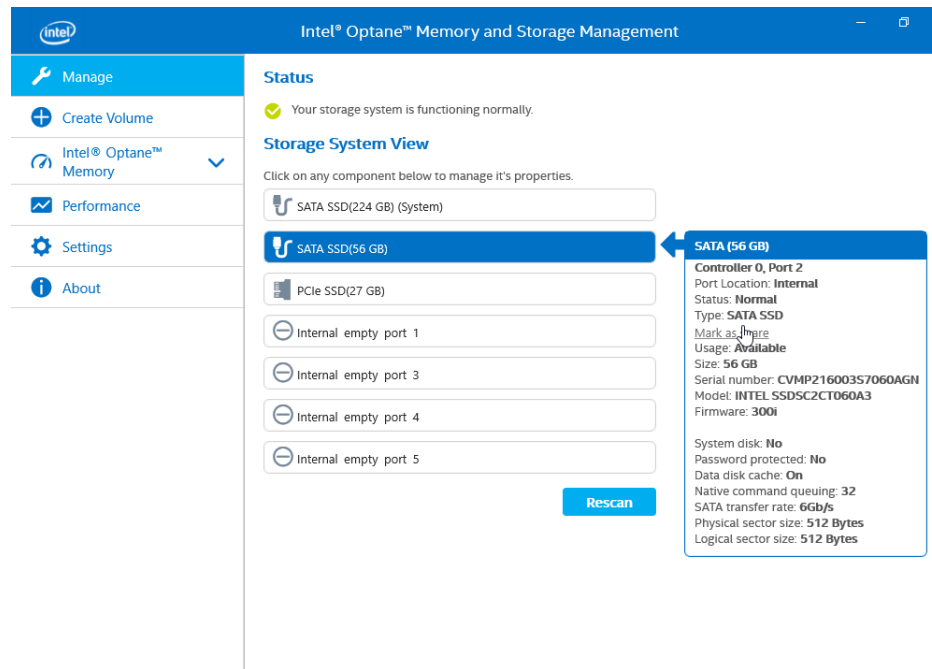 intel
Intel® Optane™ Memory and Storage Management
Manage
Create Volume
Intel® Optane™
Memory
Performance
Settings
About
Status
Your storage system is functioning normally.
Storage System View
Click on any component below to manage it's properties.
SATA SSD(224 GB) (System)
SATA SSD(56 GB)
PCIe SSD(27 GB)
Internal empty port 1
Internal empty port 3
Internal empty port 4
Internal empty port 5
Rescan
SATA (56 GB)
Controller 0, Port 2
Port Location: Internal
Status: Normal
Type: SATA SSD
Mark as
Usage: Available
Size: 56 GB
Serial number: CVMP216003S7060AGN
Model: INTEL SSDSC2CT060A3
Firmware: 300i
System disk: No
Password protected: No
Data disk cache: On
Native command queuing: 32
SATA transfer rate: 6Gb/s
Physical sector size: 512 Bytes
Logical sector size: 512 Bytes